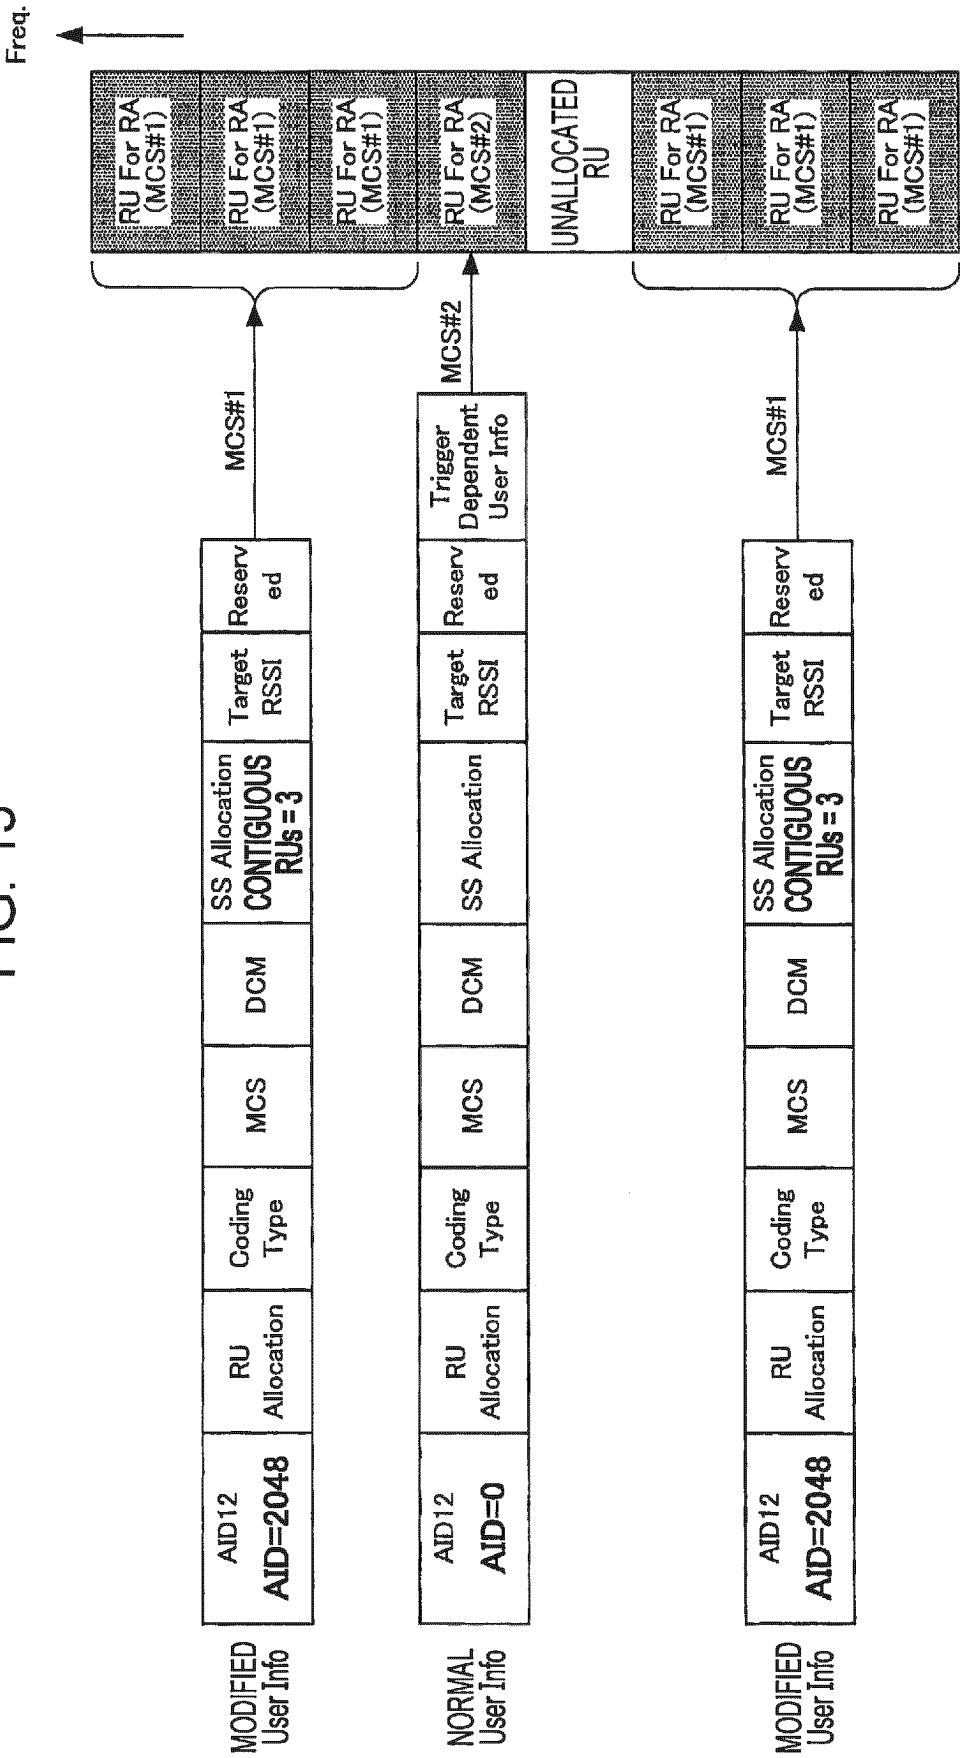 FIG.
Freq.
MODIFIED
User Info
AID12
AID=2048
RU
Allocation
Coding
Type
MCS
DCM
SS Allocation
CONTIGUOUS
RUs = 3
Target
RSSI
Reserv
ed
MCS#1
NORMAL
User Info
AID12
AID=0
RU
Allocation
Coding
Type
MCS
DCM
SS Allocation
Target
RSSI
Reserv
ed
Trigger
Dependent
User Info
MCS#2
MODIFIED
User Info
AID12
AID=2048
RU
Allocation
Coding
Type
MCS
DCM
SS Allocation
CONTIGUOUS
RUs = 3
Target
RSSI
Reserv
ed
MCS#1
RU For RA
(MCS#1)
RU For RA
(MCS#1)
RU For RA
(MCS#1)
RU For RA
(MCS#2)
UNALLOCATED
RU
RU For RA
(MCS#1)
RU For RA
(MCS#1)
RU For RA
(MCS#1)